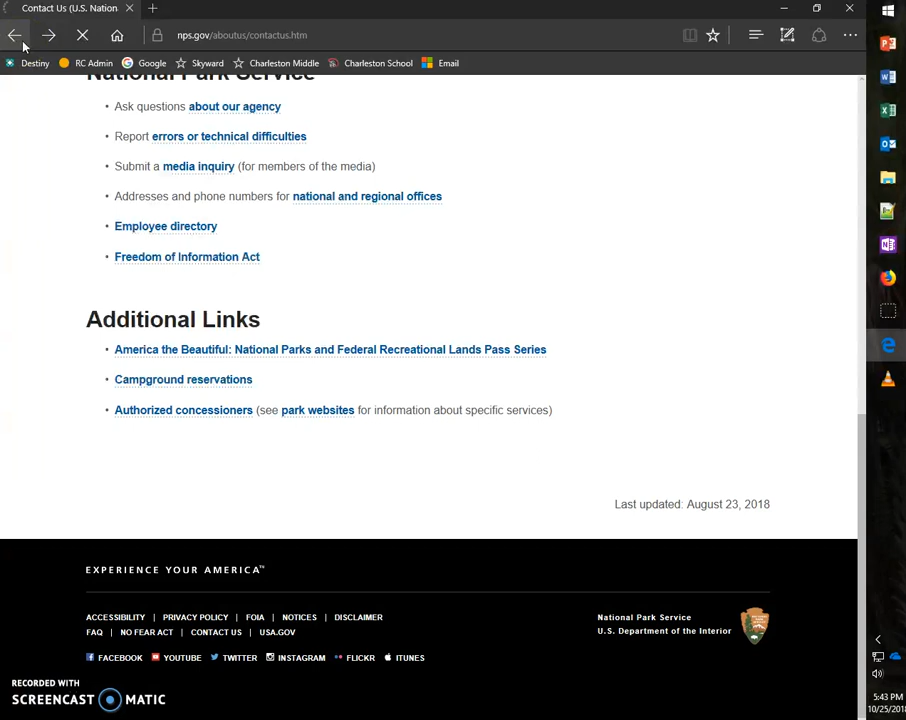 Contact Us (U.S. Nation
nps.gov/aboutus/contactus.htm
Destiny RC Admin Google Skyward Charleston Middle Charleston School Email
National Park Service
• Ask questions about our agency
• Report errors or technical difficulties
• Submit a media inquiry (for members of the media)
• Addresses and phone numbers for national and regional offices
• Employee directory
• Freedom of Information Act
Additional Links
• America the Beautiful: National Parks and Federal Recreational Lands Pass Series
• Campground reservations
• Authorized concessioners (see park websites for information about specific services)
Last updated: August 23, 2018
EXPERIENCE YOUR AMERICA™
ACCESSIBILITY | PRIVACY POLICY | FOIA | NOTICES | DISCLAIMER
FAQ | NO FEAR ACT | CONTACT US | USA.GOV
FACEBOOK YOUTUBE TWITTER INSTAGRAM FLICKR ITUNES
National Park Service
U.S. Department of the Interior
RECORDED WITH
SCREENCAST MATIC
5:43 PM
10/25/201